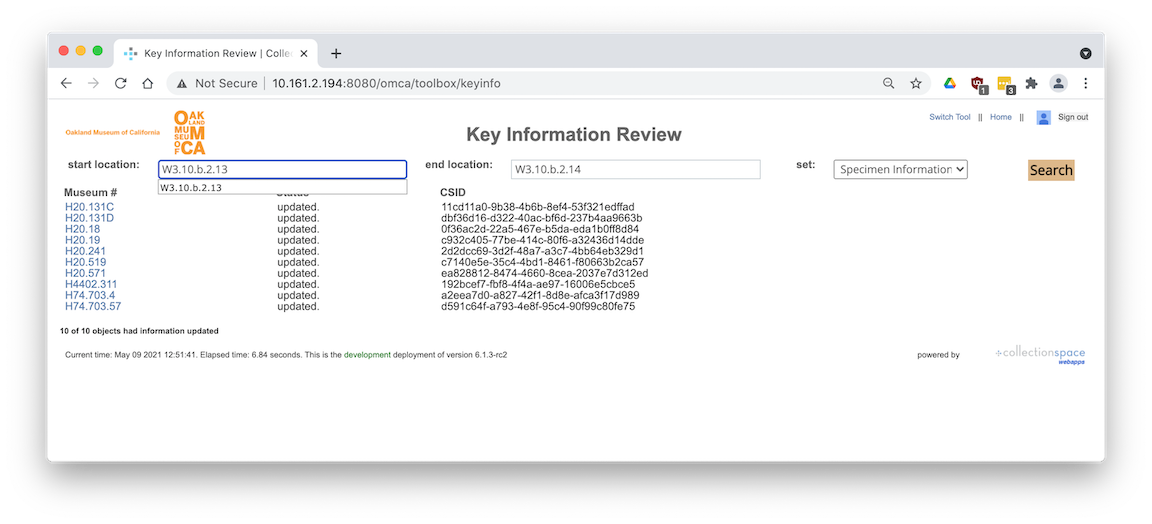 Key Information Review | Colle
Not Secure | 10.161.2.194:8080/omca/toolbox/keyinfo
1
3
Oakland Museum of California
OAK
LAND
MU M
SEU
OF CA
Key Information Review
Switch Tool || Home || Sign out
start location: W3.10.b.2.13 end location: W3.10.b.2.14 set: Specimen Information Search
W3.10.b.2.13
Museum # Status CSID
H20.131C updated. 11cd11a0-9b38-4b6b-8ef4-53f321edffad
H20.131D updated. dbf36d16-d322-40ac-bf6d-237b4aa9663b
H20.18 updated. 0f36ac2d-22a5-467e-b5da-eda1b0ff8d84
H20.19 updated. c932c405-77be-414c-80f6-a32436d14dde
H20.241 updated. 2d2dcc69-3d2f-48a7-a3c7-4bb64eb329d1
H20.519 updated. c7140e5e-35c4-4bd1-8461-f80663b2ca57
H20.571 updated. ea828812-8474-4660-8cea-2037e7d312ed
H4402.311 updated. 192bcef7-fbf8-4f4a-ae97-16006e5cbce5
H74.703.4 updated. a2eea7d0-a827-42f1-8d8e-afca3f17d989
H74.703.57 updated. d591c64f-a793-4e8f-95c4-90f99c80fe75
10 of 10 objects had information updated
Current time: May 09 2021 12:51:41. Elapsed time: 6.84 seconds. This is the development deployment of version 6.1.3-rc2
powered by collectionspace
webapps